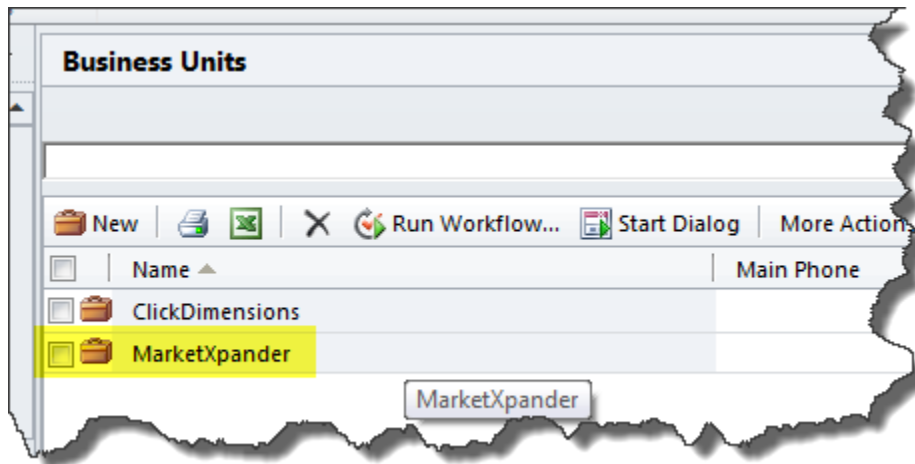 Business Units
New Run Workflow... Start Dialog More Action
Name Main Phone
ClickDimensions
MarketXpander
MarketXpander